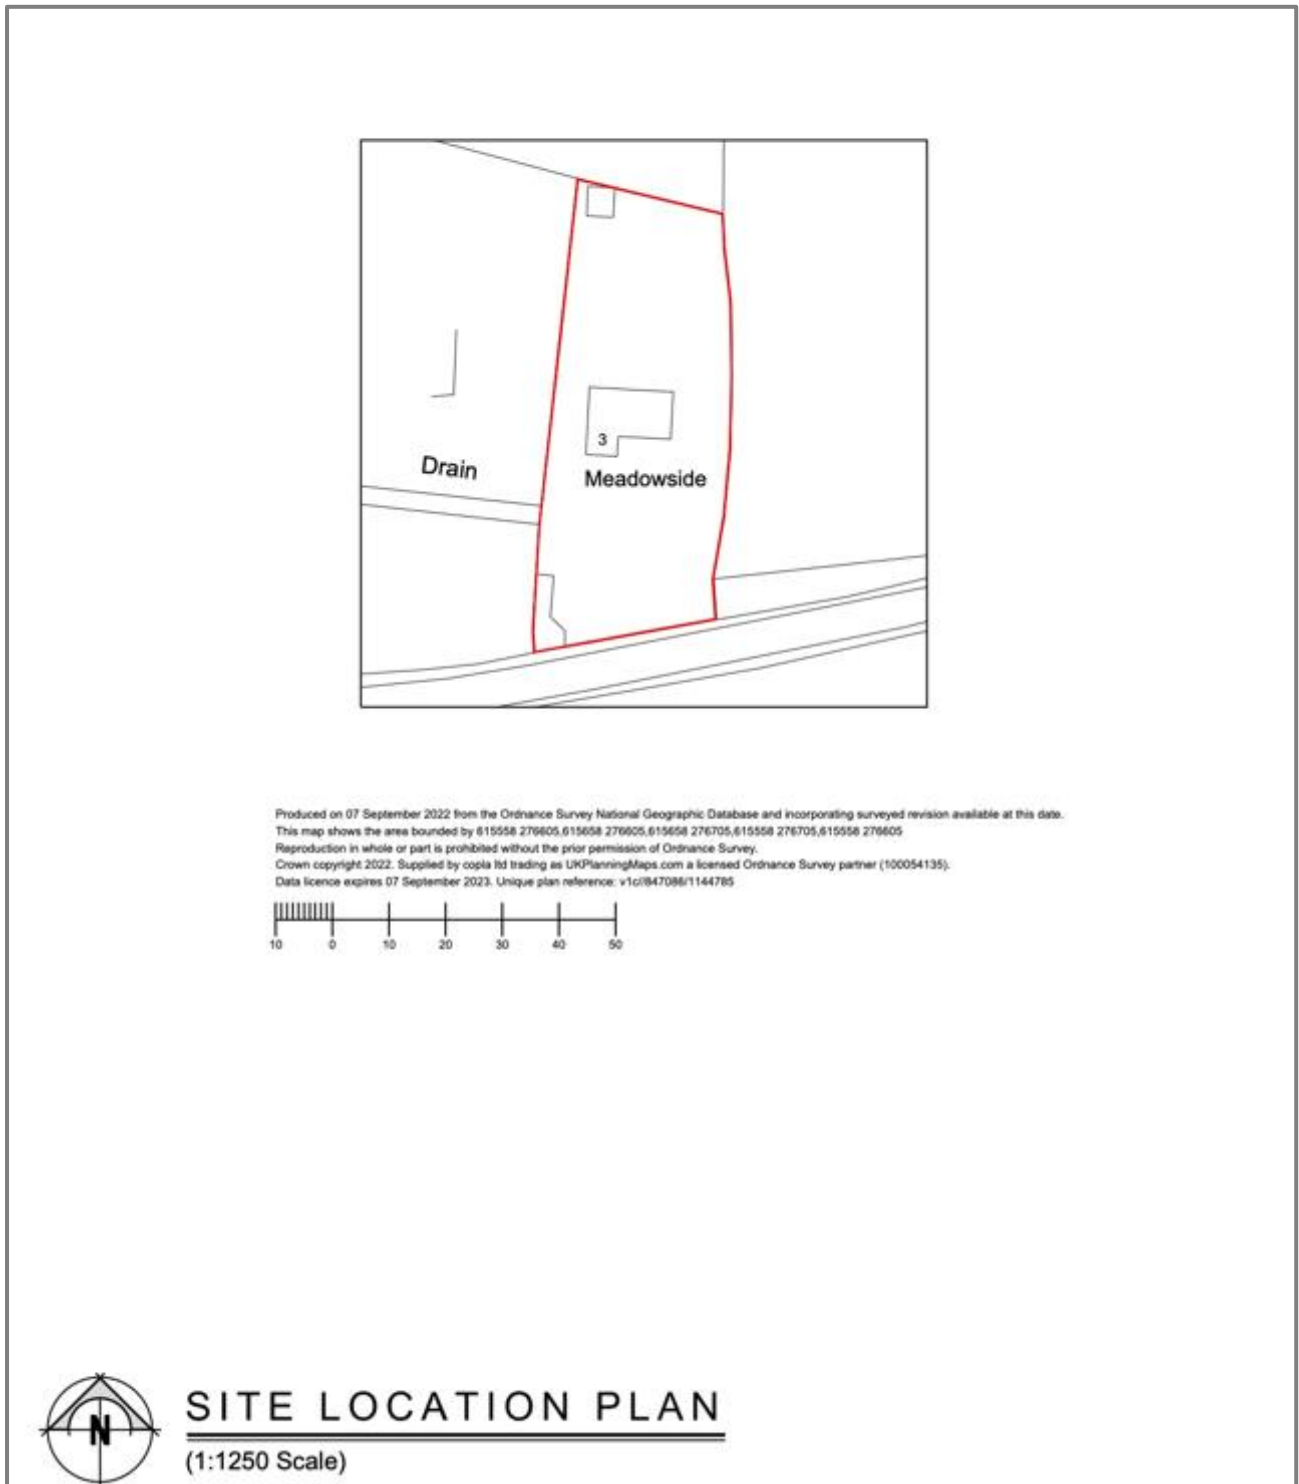 3
Drain
Meadowside
Produced on 07 September 2022 from the Ordnance Survey National Geographic Database and incorporating surveyed revision available at this date.
This map shows the area bounded by 615558 276605,615658 276605,615658 276705,615558 276705,615558 276605
Reproduction in whole or part is prohibited without the prior permission of Ordnance Survey.
Crown copyright 2022. Supplied by copla ltd trading as UKPlanningMaps.com a licensed Ordnance Survey partner (100054135).
Data licence expires 07 September 2023. Unique plan reference: v1c//847086/1144785
10 0 10 20 30 40 50
N
SITE LOCATION PLAN
(1:1250 Scale)